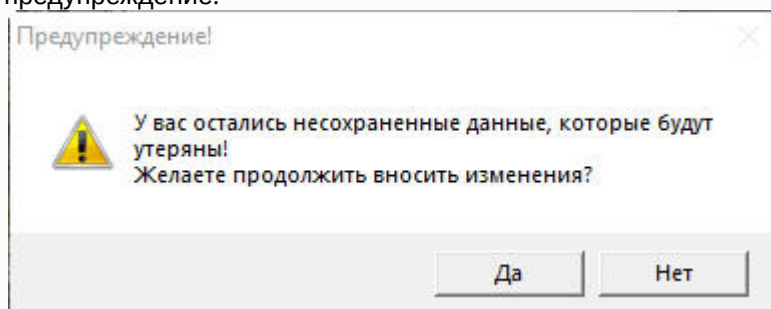 предупреждение:
Предупреждение!
У вас остались несохраненные данные, которые будут
утеряны!
Желаете продолжить вносить изменения?
Да
Нет